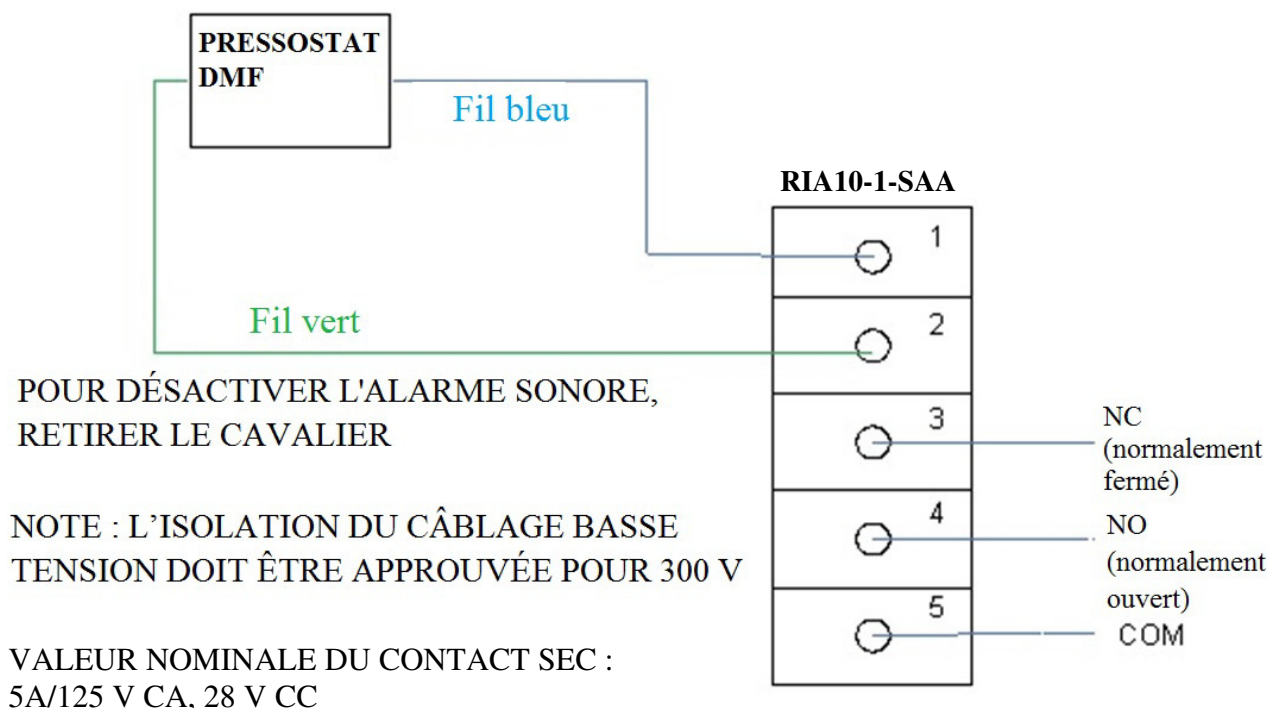 PRESSOSTAT
DMF
Fil bleu
RIA10-1-SAA
1
Fil vert
2
POUR DÉSACTIVER L'ALARME SONORE,
RETIRER LE CAVALIER
3
NC
(normalement
fermé)
NOTE : L’ISOLATION DU CÂBLAGE BASSE
TENSION DOIT ÊTRE APPROUVÉE POUR 300 V
4
NO
(normalement
ouvert)
5
COM
VALEUR NOMINALE DU CONTACT SEC :
5A/125 V CA, 28 V CC